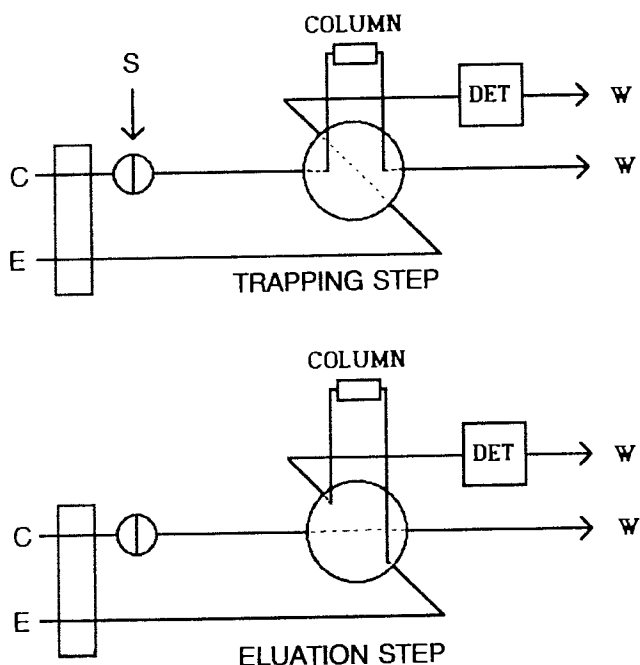 COLUMN
S
DET W
C W
E
TRAPPING STEP
COLUMN
DET W
C W
E
ELUATION STEP